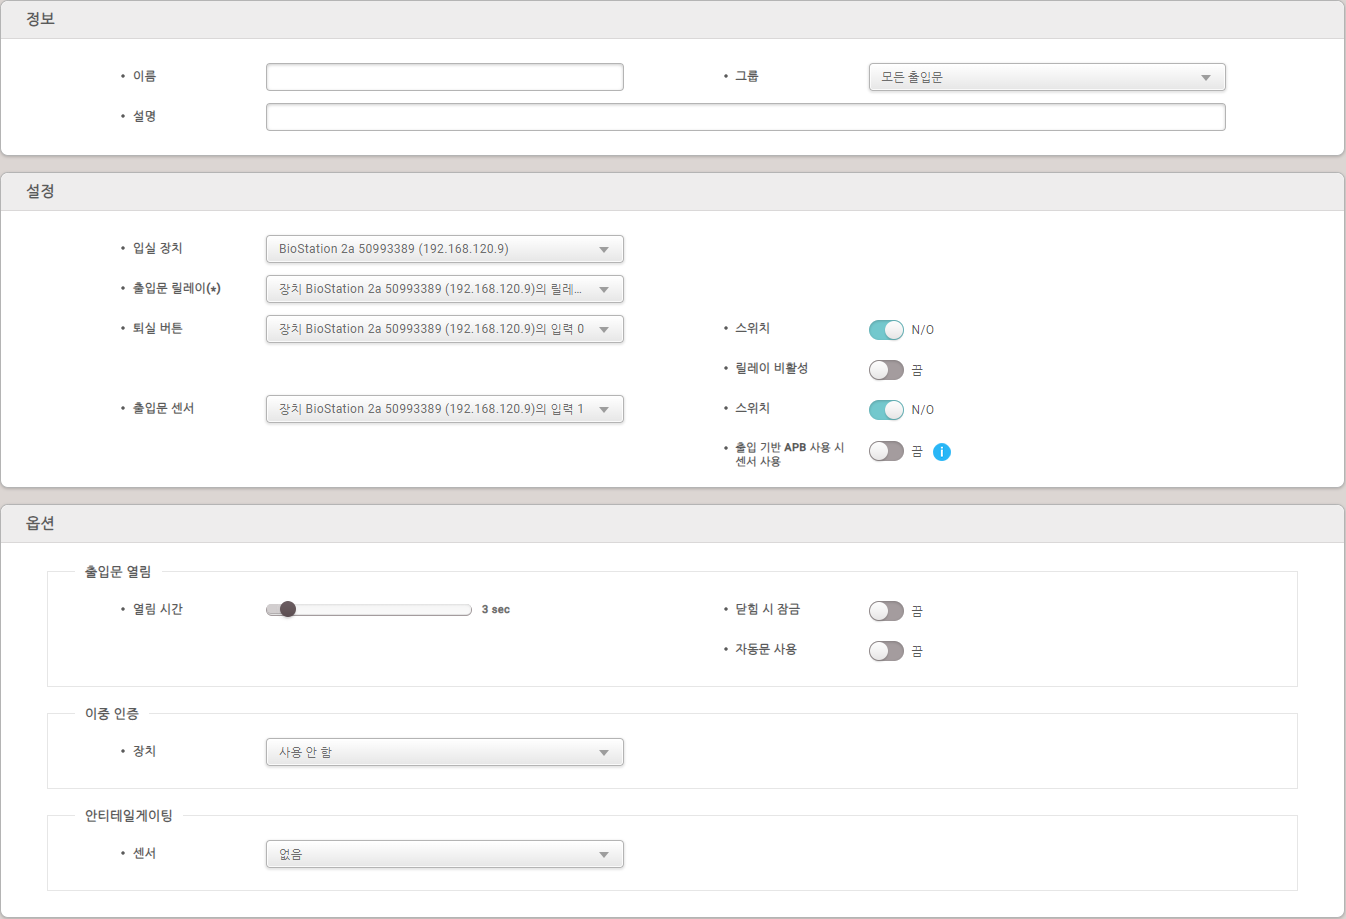 정보
이름
그룹
모든 출입문
설명
설정
입실 장치
BioStation 2a 50993389 (192.168.120.9)
출입문 릴레이(*)
장치 BioStation 2a 50993389 (192.168.120.9)의 릴레...
퇴실 버튼
장치 BioStation 2a 50993389 (192.168.120.9)의 입력 0
스위치
N/O
릴레이 비활성
끔
출입문 센서
장치 BioStation 2a 50993389 (192.168.120.9)의 입력 1
스위치
N/O
출입 기반 APB 사용 시
센서 사용
끔
i
옵션
출입문 열림
열림 시간
3 sec
닫힘 시 잠금
끔
자동문 사용
끔
이중 인증
장치
사용 안 함
안티테일게이팅
센서
없음